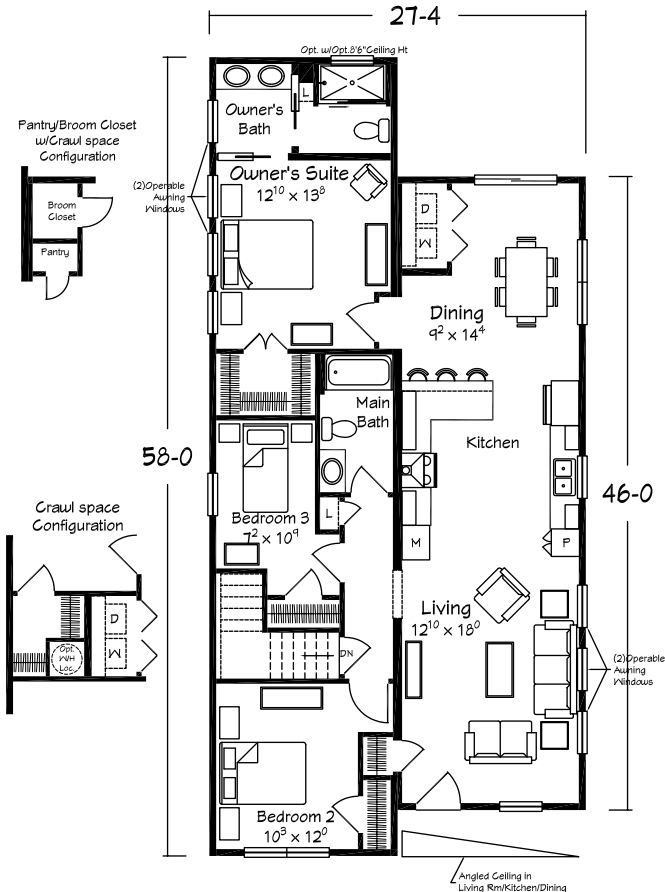 27-4
Opt. w/Opt.8'6"Ceiling Ht
L
Owner's
Bath
Pantry/Broom Closet
w/Crawl space
Configuration
Broom
Closet
Pantry
(2)Operable
Awning
Windows
Owner's Suite
12¹⁰ x 13⁸
D
W
Dining
9² x 14⁴
Main
Bath
Kitchen
58-0
46-0
Crawl space
Configuration
D
W
Opt.
W/H
Loc.
Bedroom 3
7² x 10⁹
L
M
P
Living
12¹⁰ x 18⁰
DN
(2)Operable
Awning
Windows
Bedroom 2
10³ x 12⁰
Angled Ceiling in
Living Rm/Kitchen/Dining